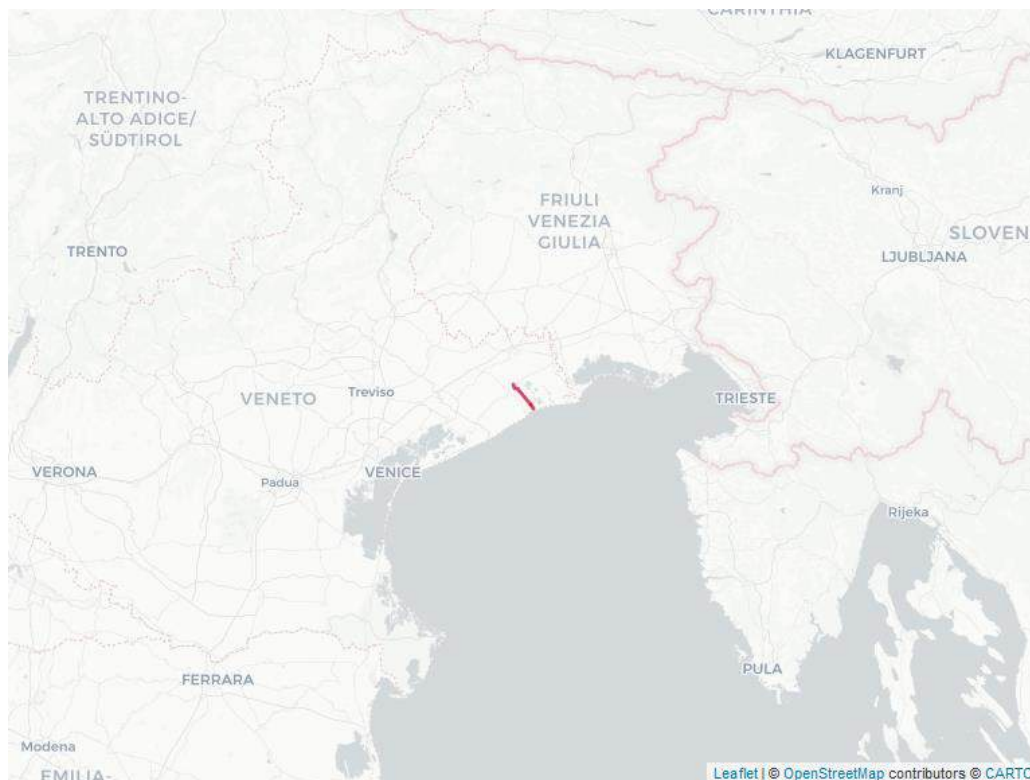 CARINTHIA
KLAGENFURT
TRENTINO-
ALTO ADIGE/
SÜDTIROL
Kranj
FRIULI
VENEZIA
GIULIA
SLOVEN
TRENTO
LJUBLJANA
Treviso
VENETO
TRIESTE
VERONA
VENICE
Padua
Rijeka
PULA
FERRARA
Modena
EMILIA-
Leaflet | © OpenStreetMap contributors © CARTO